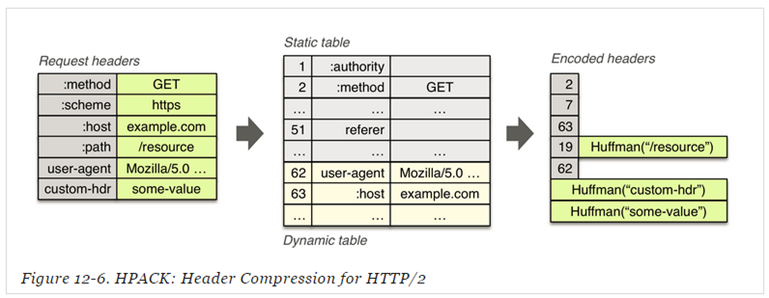 Request headers
:method GET
:scheme https
:host example.com
:path /resource
user-agent Mozilla/5.0 ...
custom-hdr some-value
Static table
1 :authority
2 :method GET
... ... ...
51 referer
... ... ...
62 user-agent Mozilla/5.0 ...
63 :host example.com
... ... ...
Dynamic table
Encoded headers
2
7
63
19 Huffman("/resource")
62
Huffman("custom-hdr")
Huffman("some-value")
Figure 12-6. HPACK: Header Compression for HTTP/2